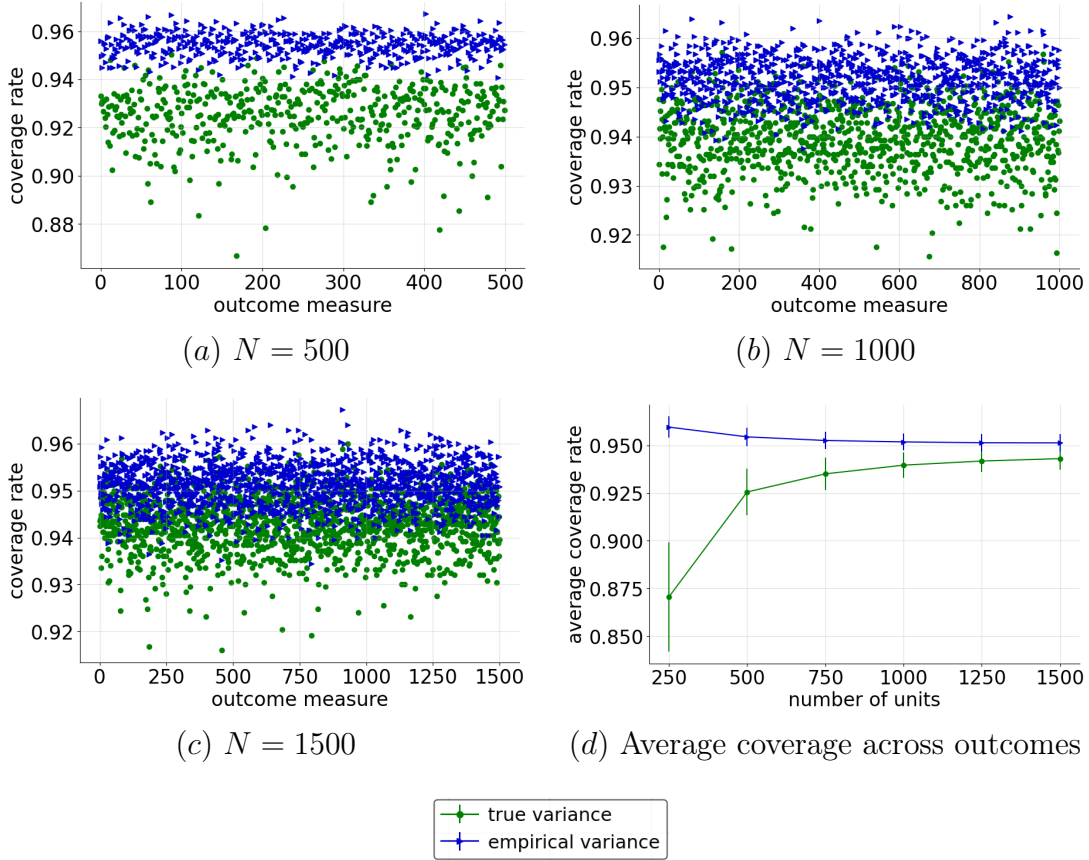 0.96
0.94
0.92
0.90
0.88
coverage rate
0 100 200 300 400 500
outcome measure
(a) N = 500
0.96
0.95
0.94
0.93
0.92
coverage rate
0 200 400 600 800 1000
outcome measure
(b) N = 1000
0.96
0.95
0.94
0.93
0.92
coverage rate
0 250 500 750 1000 1250 1500
outcome measure
(c) N = 1500
0.950
0.925
0.900
0.875
0.850
average coverage rate
250 500 750 1000 1250 1500
number of units
(d) Average coverage across outcomes
true variance
empirical variance